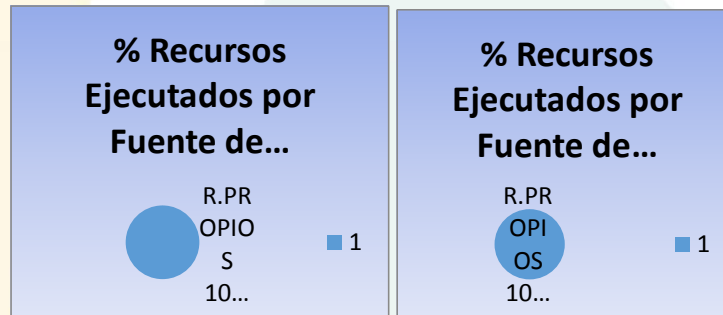 % Recursos
Ejecutados por
Fuente de...
R.PR
OPIO
S
10...
1
% Recursos
Ejecutados por
Fuente de...
R.PR
OPI
OS
10...
1